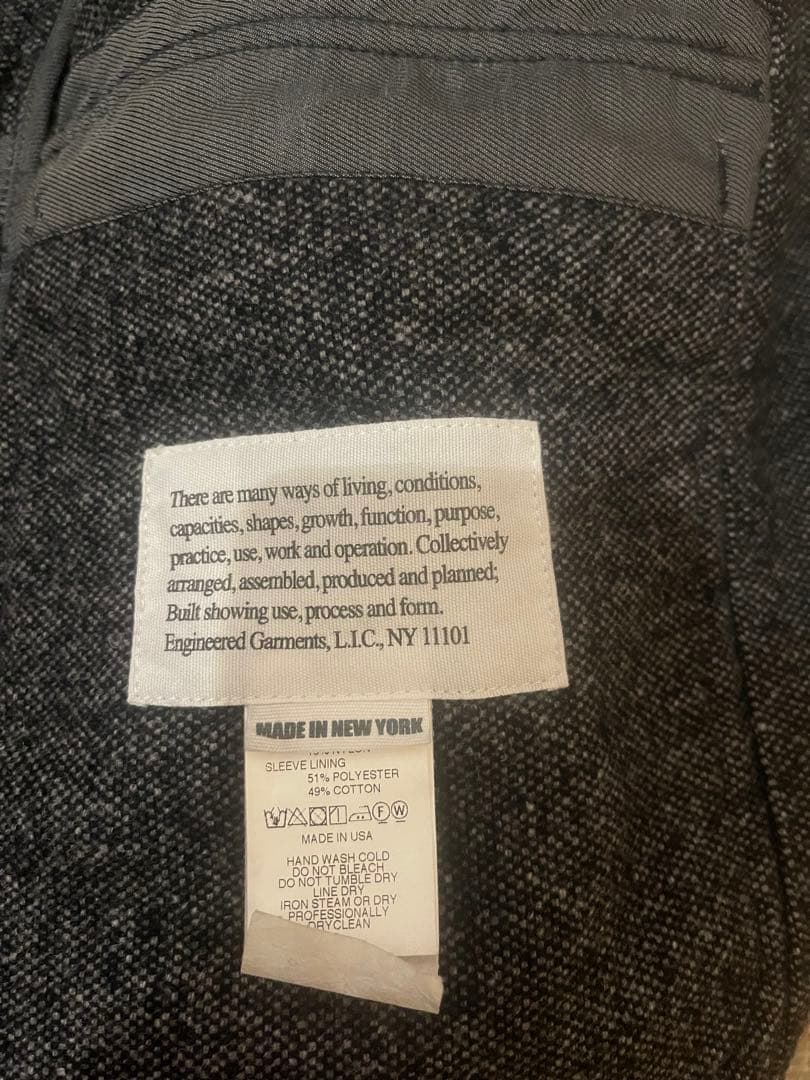 There are many ways of living, conditions,
capacities, shapes, growth, function, purpose,
practice, use, work and operation. Collectively
arranged, assembled, produced and planned;
Built showing use, process and form.
Engineered Garments, L.I.C., NY 11101
MADE IN NEW YORK
SLEEVE LINING
51% POLYESTER
49% COTTON
F W
MADE IN USA
HAND WASH COLD
DO NOT BLEACH
DO NOT TUMBLE DRY
LINE DRY
IRON STEAM OR DRY
PROFESSIONALLY
DRYCLEAN